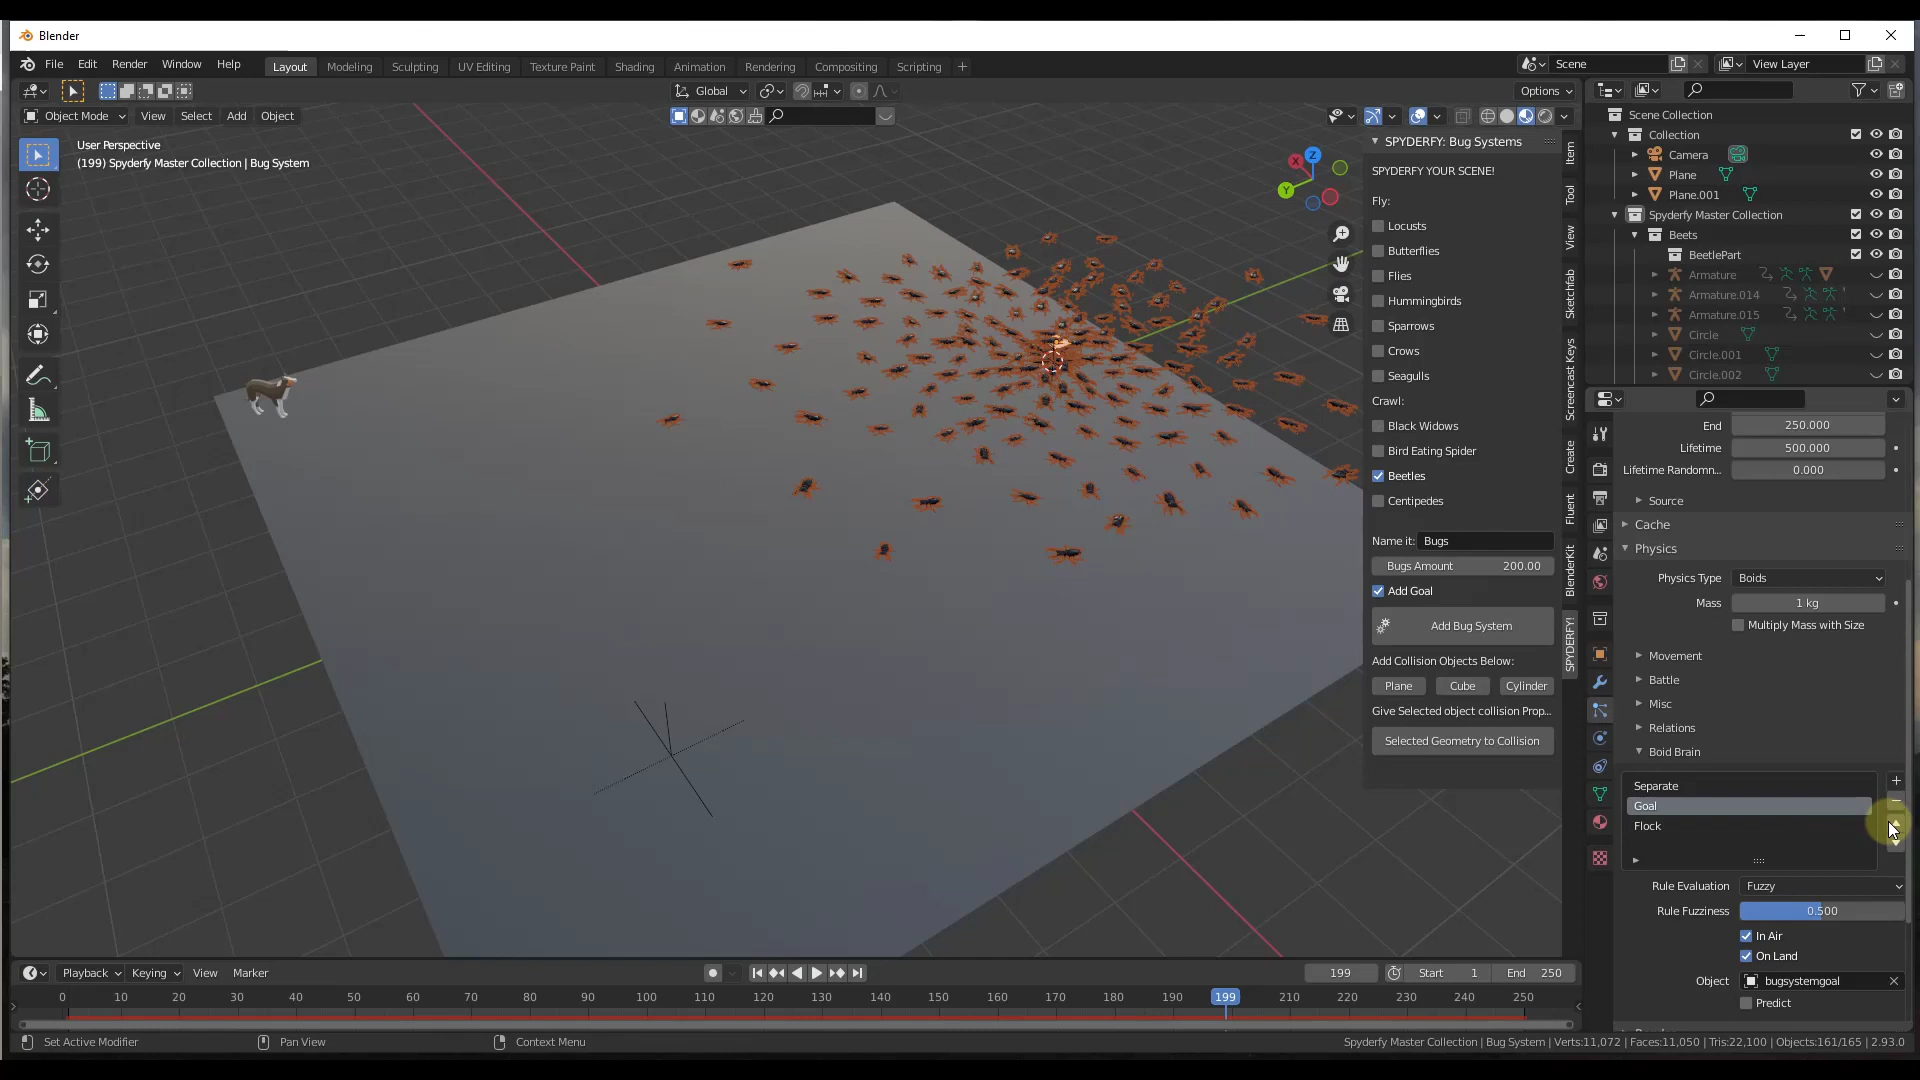 Blender
File Edit Render Window Help
Layout Modeling Sculpting UV Editing Texture Paint Shading Animation Rendering Compositing Scripting +
Scene
View Layer
Global
Options
Object Mode View Select Add Object
User Perspective
(199) Spyderfy Master Collection | Bug System
X
Y
Z
SPYDERFY: Bug Systems
SPYDERFY YOUR SCENE!
Fly:
Locusts
Butterflies
Flies
Hummingbirds
Sparrows
Crows
Seagulls
Crawl:
Black Widows
Bird Eating Spider
Beetles
Centipedes
Name it: Bugs
Bugs Amount 200.00
Add Goal
Add Bug System
Add Collision Objects Below:
Plane Cube Cylinder
Give Selected object collision Prop...
Selected Geometry to Collision
Item
Tool
View
Sketchfab
Screencast Keys
Create
Fluent
BlenderKit
SPYDERFY!
Scene Collection
Collection
Camera
Plane
Plane.001
Spyderfy Master Collection
Beets
BeetlePart
Armature
Armature.014
Armature.015
Circle
Circle.001
Circle.002
End 250.000
Lifetime 500.000
Lifetime Randomn... 0.000
Source
Cache
Physics
Physics Type Boids
Mass 1 kg
Multiply Mass with Size
Movement
Battle
Misc
Relations
Boid Brain
Separate
Goal
Flock
Rule Evaluation Fuzzy
Rule Fuzziness 0.500
In Air
On Land
Object bugsystemgoal
Predict
Playback Keying View Marker
199
Start 1
End 250
0 10 20 30 40 50 60 70 80 90 100 110 120 130 140 150 160 170 180 190 199 210 220 230 240 250
Set Active Modifier
Pan View
Context Menu
Spyderfy Master Collection | Bug System | Verts:11,072 | Faces:11,050 | Tris:22,100 | Objects:161/165 | 2.93.0